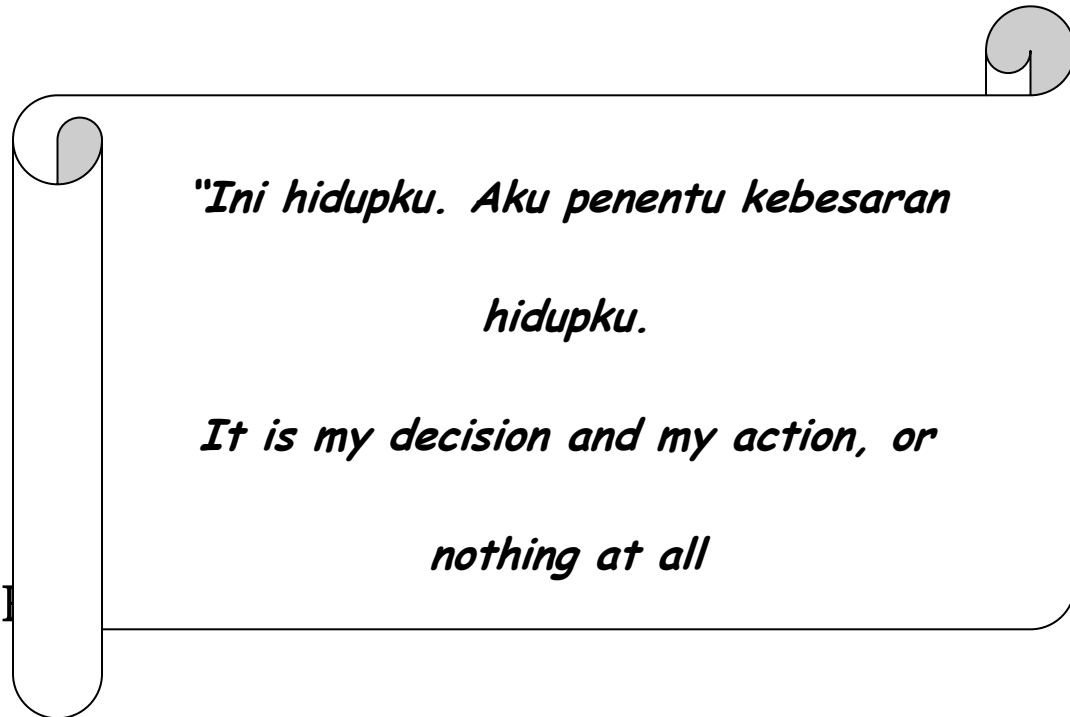 "Ini hidupku. Aku penentu kebesaran
hidupku.
It is my decision and my action, or
nothing at all